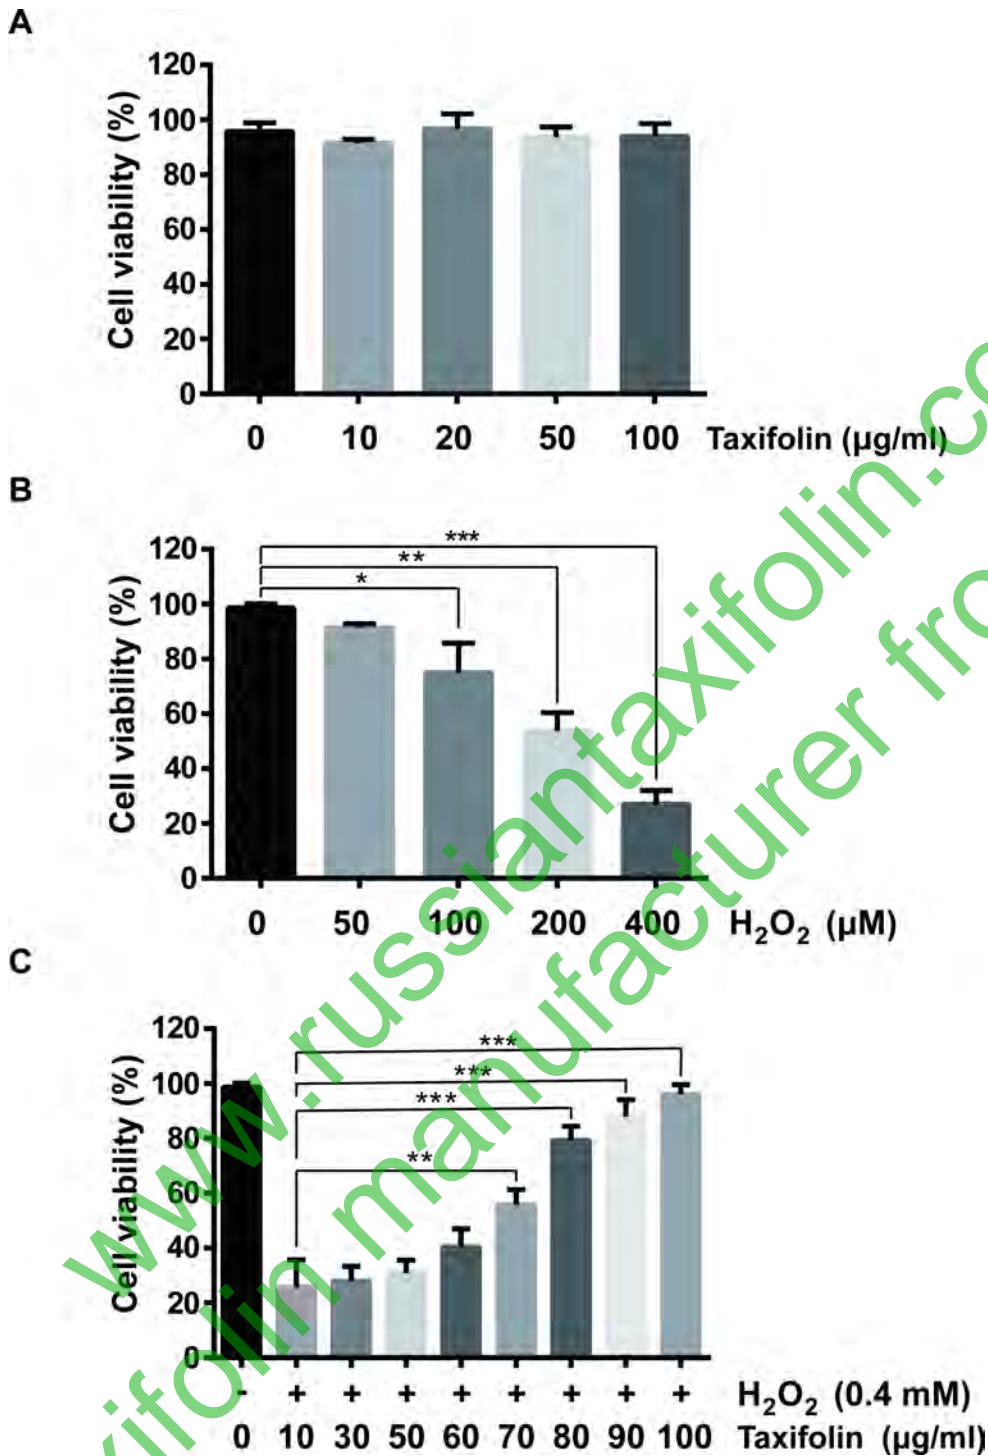 A
120
100
80
60
40
20
0
Cell viability (%)
0 10 20 50 100 Taxifolin (µg/ml)
B
120
100
80
60
40
20
0
Cell viability (%)
***
**
*
0 50 100 200 400 H₂O₂ (µM)
C
120
100
80
60
40
20
0
Cell viability (%)
***
***
***
**
- + + + + + + + + H₂O₂ (0.4 mM)
0 10 30 50 60 70 80 90 100 Taxifolin (µg/ml)
www.russiantaxifolin.co
xifolin manufacturer fro